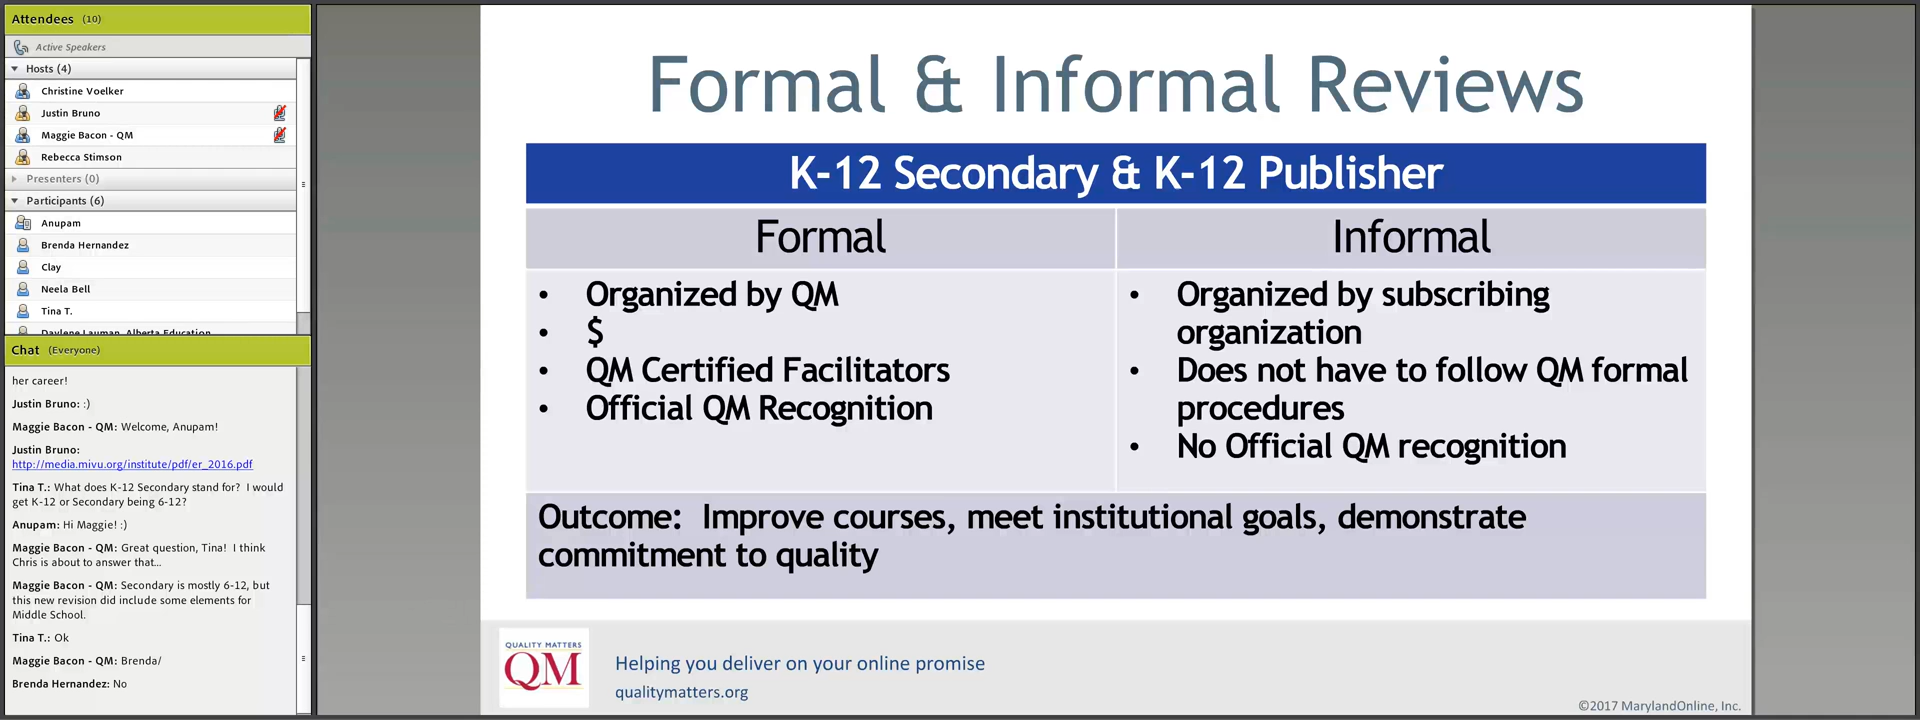 Attendees (10)
Active Speakers
Hosts (4)
Christine Voelker
Justin Bruno
Maggie Bacon - QM
Rebecca Stimson
Presenters (0)
Participants (6)
Anupam
Brenda Hernandez
Clay
Neela Bell
Tina T.
Daylene Lauman, Alberta Education
Chat (Everyone)
her career!
Justin Bruno: :)
Maggie Bacon - QM: Welcome, Anupam!
Justin Bruno:
http://media.mivu.org/institute/pdf/er_2016.pdf
Tina T.: What does K-12 Secondary stand for? I would
get K-12 or Secondary being 6-12?
Anupam: Hi Maggie! :)
Maggie Bacon - QM: Great question, Tina! I think
Chris is about to answer that...
Maggie Bacon - QM: Secondary is mostly 6-12, but
this new revision did include some elements for
Middle School.
Tina T.: Ok
Maggie Bacon - QM: Brenda/
Brenda Hernandez: No
Formal & Informal Reviews
K-12 Secondary & K-12 Publisher
Formal
• Organized by QM
• $
• QM Certified Facilitators
• Official QM Recognition
Informal
• Organized by subscribing
organization
• Does not have to follow QM formal
procedures
• No Official QM recognition
Outcome: Improve courses, meet institutional goals, demonstrate
commitment to quality
QUALITY MATTERS
QM
Helping you deliver on your online promise
qualitymatters.org
©2017 MarylandOnline, Inc.